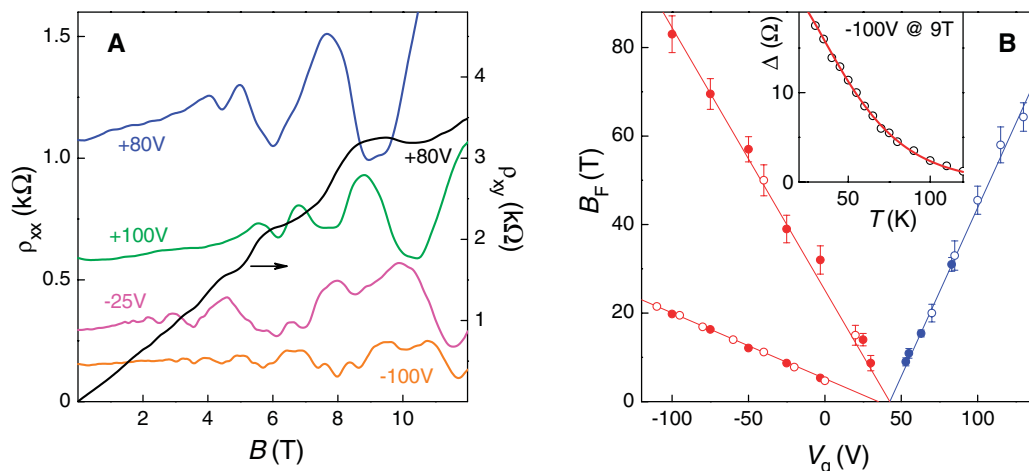 A
1.5
1.0
0.5
0
ρxx (kΩ)
+80V
+80V
+100V
-25V
-100V
4
3
2
1
0
ρxy (kΩ)
2
4
6
8
10
B (T)
B
80
60
40
20
0
BF (T)
-100
-50
0
50
100
Vg (V)
-100V @ 9T
Δ (Ω)
10
0
50
100
T (K)